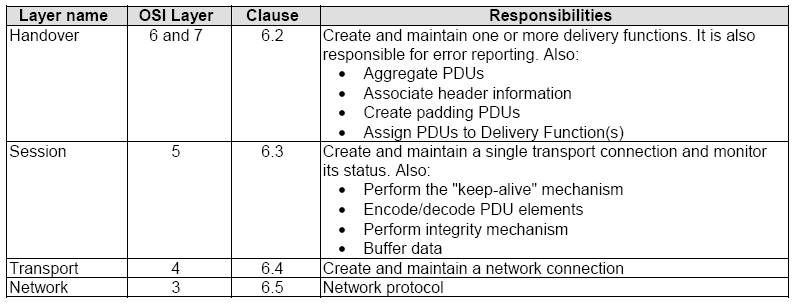 Layer name OSI Layer Clause Responsibilities
Handover 6 and 7 6.2 Create and maintain one or more delivery functions. It is also
responsible for error reporting. Also:
• Aggregate PDUs
• Associate header information
• Create padding PDUs
• Assign PDUs to Delivery Function(s)
Session 5 6.3 Create and maintain a single transport connection and monitor
its status. Also:
• Perform the "keep-alive" mechanism
• Encode/decode PDU elements
• Perform integrity mechanism
• Buffer data
Transport 4 6.4 Create and maintain a network connection
Network 3 6.5 Network protocol